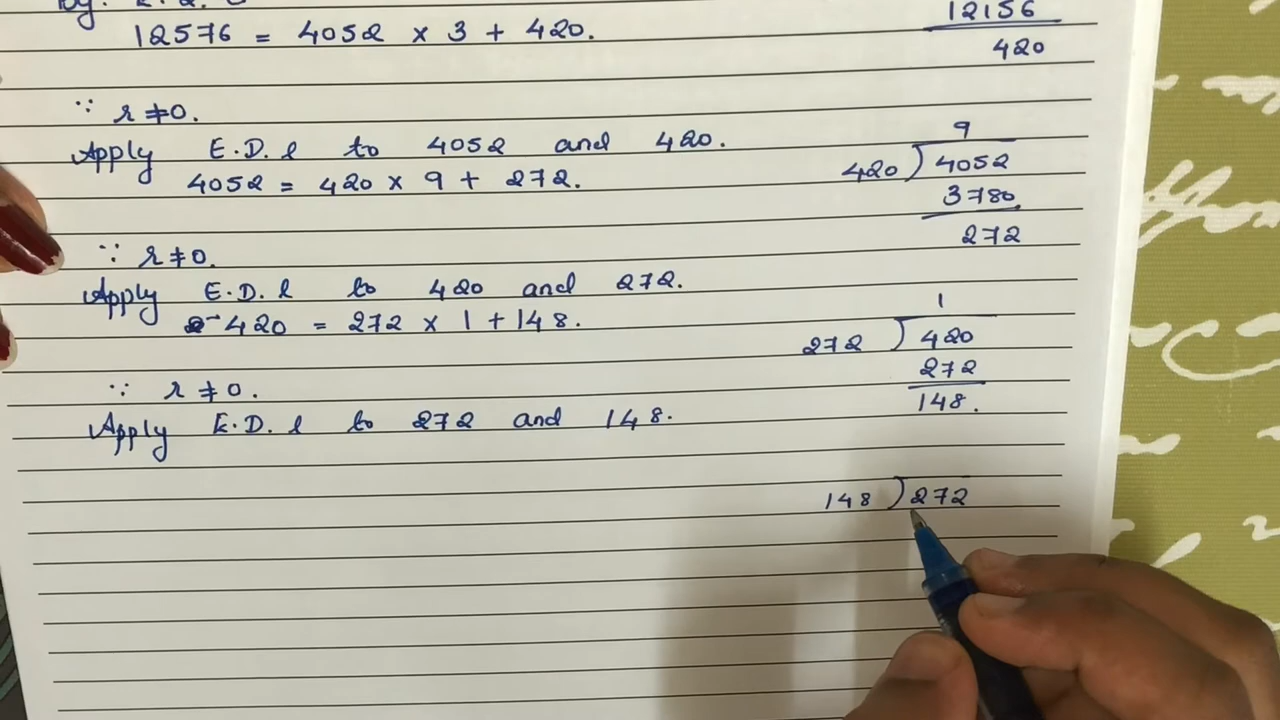 12576 = 4052 × 3 + 420.
12156
420
∵ r ≠ 0.
Apply E.D.L to 4052 and 420.
4052 = 420 × 9 + 272.
9
420 ) 4052
3780
272
∵ r ≠ 0.
Apply E.D.L to 420 and 272.
420 = 272 × 1 + 148.
1
272 ) 420
272
148.
∵ r ≠ 0.
Apply E.D.L to 272 and 148.
148 ) 272